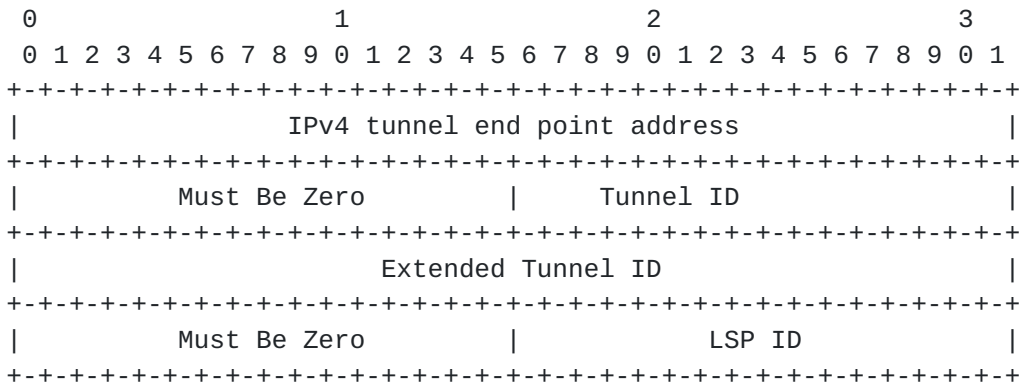 0                   1                   2                   3
 0 1 2 3 4 5 6 7 8 9 0 1 2 3 4 5 6 7 8 9 0 1 2 3 4 5 6 7 8 9 0 1
+-+-+-+-+-+-+-+-+-+-+-+-+-+-+-+-+-+-+-+-+-+-+-+-+-+-+-+-+-+-+-+-+
|                 IPv4 tunnel end point address                 |
+-+-+-+-+-+-+-+-+-+-+-+-+-+-+-+-+-+-+-+-+-+-+-+-+-+-+-+-+-+-+-+-+
|          Must Be Zero         |     Tunnel ID                 |
+-+-+-+-+-+-+-+-+-+-+-+-+-+-+-+-+-+-+-+-+-+-+-+-+-+-+-+-+-+-+-+-+
|                       Extended Tunnel ID                      |
+-+-+-+-+-+-+-+-+-+-+-+-+-+-+-+-+-+-+-+-+-+-+-+-+-+-+-+-+-+-+-+-+
|          Must Be Zero         |            LSP ID             |
+-+-+-+-+-+-+-+-+-+-+-+-+-+-+-+-+-+-+-+-+-+-+-+-+-+-+-+-+-+-+-+-+